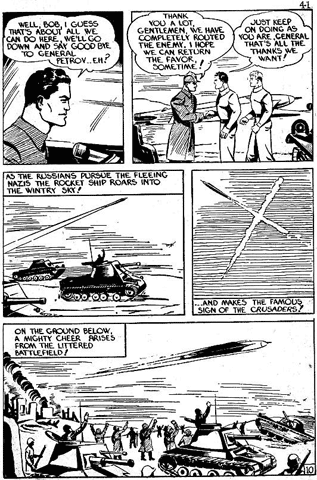 4-1
WELL, BOB, I GUESS
THAT'S ABOUT ALL WE
CAN DO HERE, WE'LL GO
DOWN AND SAY GOOD-BYE
TO GENERAL
PETROV...EH?
THANK
YOU A LOT,
GENTLEMEN, WE HAVE
COMPLETELY ROUTED
THE ENEMY. I HOPE
WE CAN RETURN
THE FAVOR,
SOMETIME!
JUST KEEP
ON DOING AS
YOU ARE, GENERAL
THAT'S ALL THE
THANKS WE
WANT!
AS THE RUSSIANS PURSUE THE FLEEING
NAZIS THE ROCKET SHIP ROARS INTO
THE WINTRY SKY!
...AND MAKES THE FAMOUS
SIGN OF THE CRUSADERS!
ON THE GROUND BELOW,
A MIGHTY CHEER ARISES
FROM THE LITTERED
BATTLEFIELD!
10